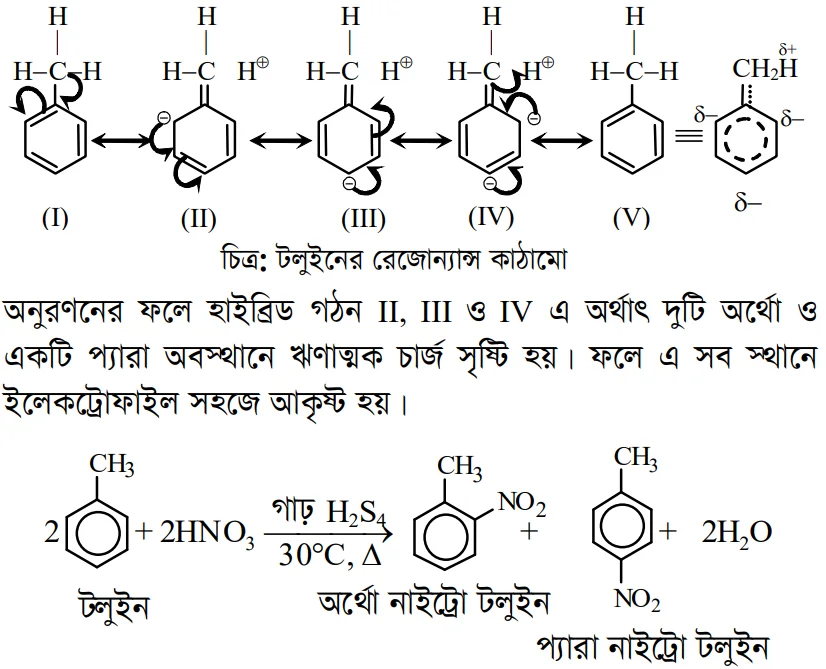 H H H H H
H–C–H H–C H⊕ H–C H⊕ H–C H⊕ H–C–H CH₂H δ+
⊖ ⊖ ⊖ ⊖ ≡ δ– δ– δ–
(I) (II) (III) (IV) (V)
চিত্র: টলুইনের রেজোন্যান্স কাঠামো
অনুরণনের ফলে হাইব্রিড গঠন II, III ও IV এ অর্থাৎ দুটি অর্থো ও
একটি প্যারা অবস্থানে ঋণাত্মক চার্জ সৃষ্টি হয়। ফলে এ সব স্থানে
ইলেকট্রোফাইল সহজে আকৃষ্ট হয়।
CH₃ CH₃ CH₃
2 + 2HNO₃ গাঢ় H₂S₄ NO₂ + + 2H₂O
30°C, Δ
NO₂
টলুইন অর্থো নাইট্রো টলুইন
প্যারা নাইট্রো টলুইন